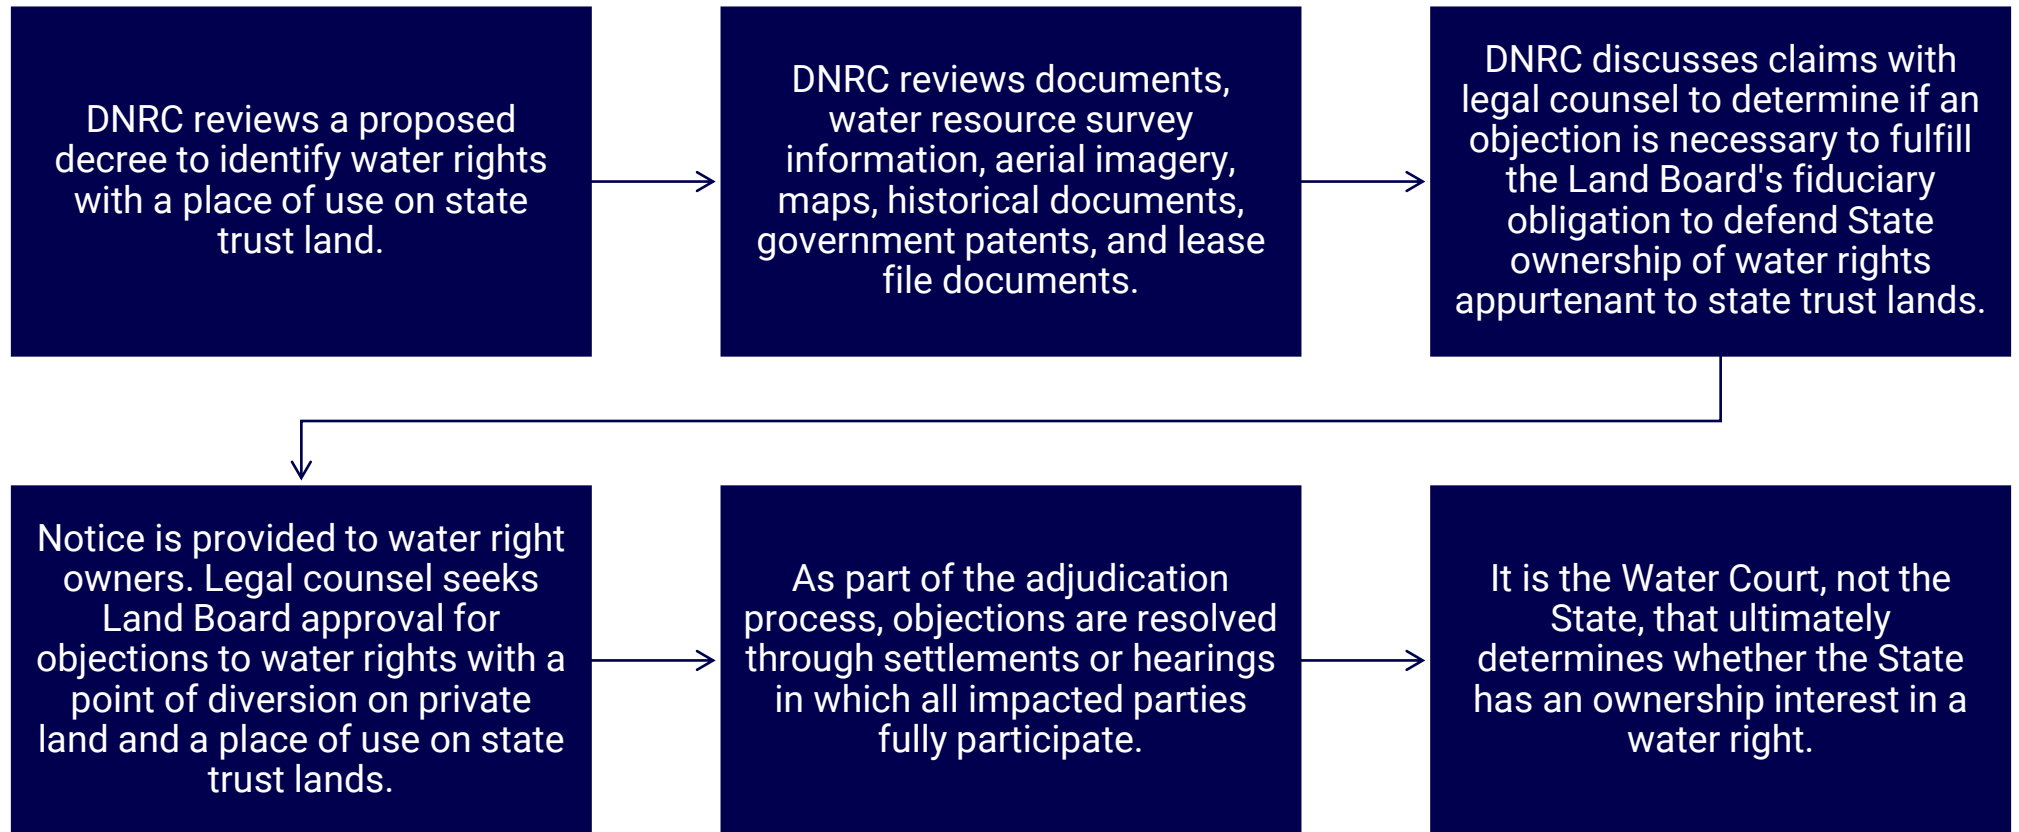 DNRC reviews a proposed
decree to identify water rights
with a place of use on state
trust land.
DNRC reviews documents,
water resource survey
information, aerial imagery,
maps, historical documents,
government patents, and lease
file documents.
DNRC discusses claims with
legal counsel to determine if an
objection is necessary to fulfill
the Land Board's fiduciary
obligation to defend State
ownership of water rights
appurtenant to state trust lands.
Notice is provided to water right
owners. Legal counsel seeks
Land Board approval for
objections to water rights with a
point of diversion on private
land and a place of use on state
trust lands.
As part of the adjudication
process, objections are resolved
through settlements or hearings
in which all impacted parties
fully participate.
It is the Water Court, not the
State, that ultimately
determines whether the State
has an ownership interest in a
water right.